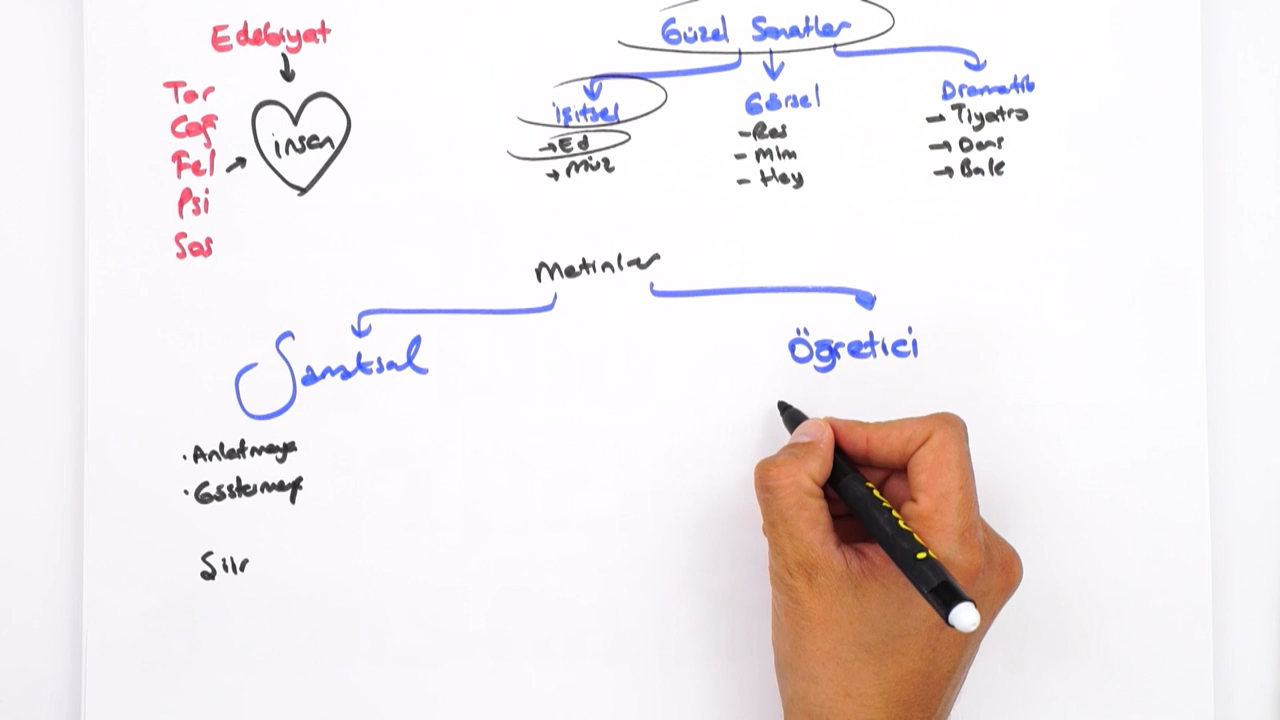 Edebiyat
Tar
Coğ
Fel
Psi
Sos
insan
Güzel Sanatlar
işitsel
→ Ed
→ Müz
Görsel
- Res
- Mim
- Hey
Dramatik
→ Tiyatro
→ Dans
→ Bale
Metinler
Sanatsal
· Anlatmaya
· Göstermeye
Şiir
Öğretici